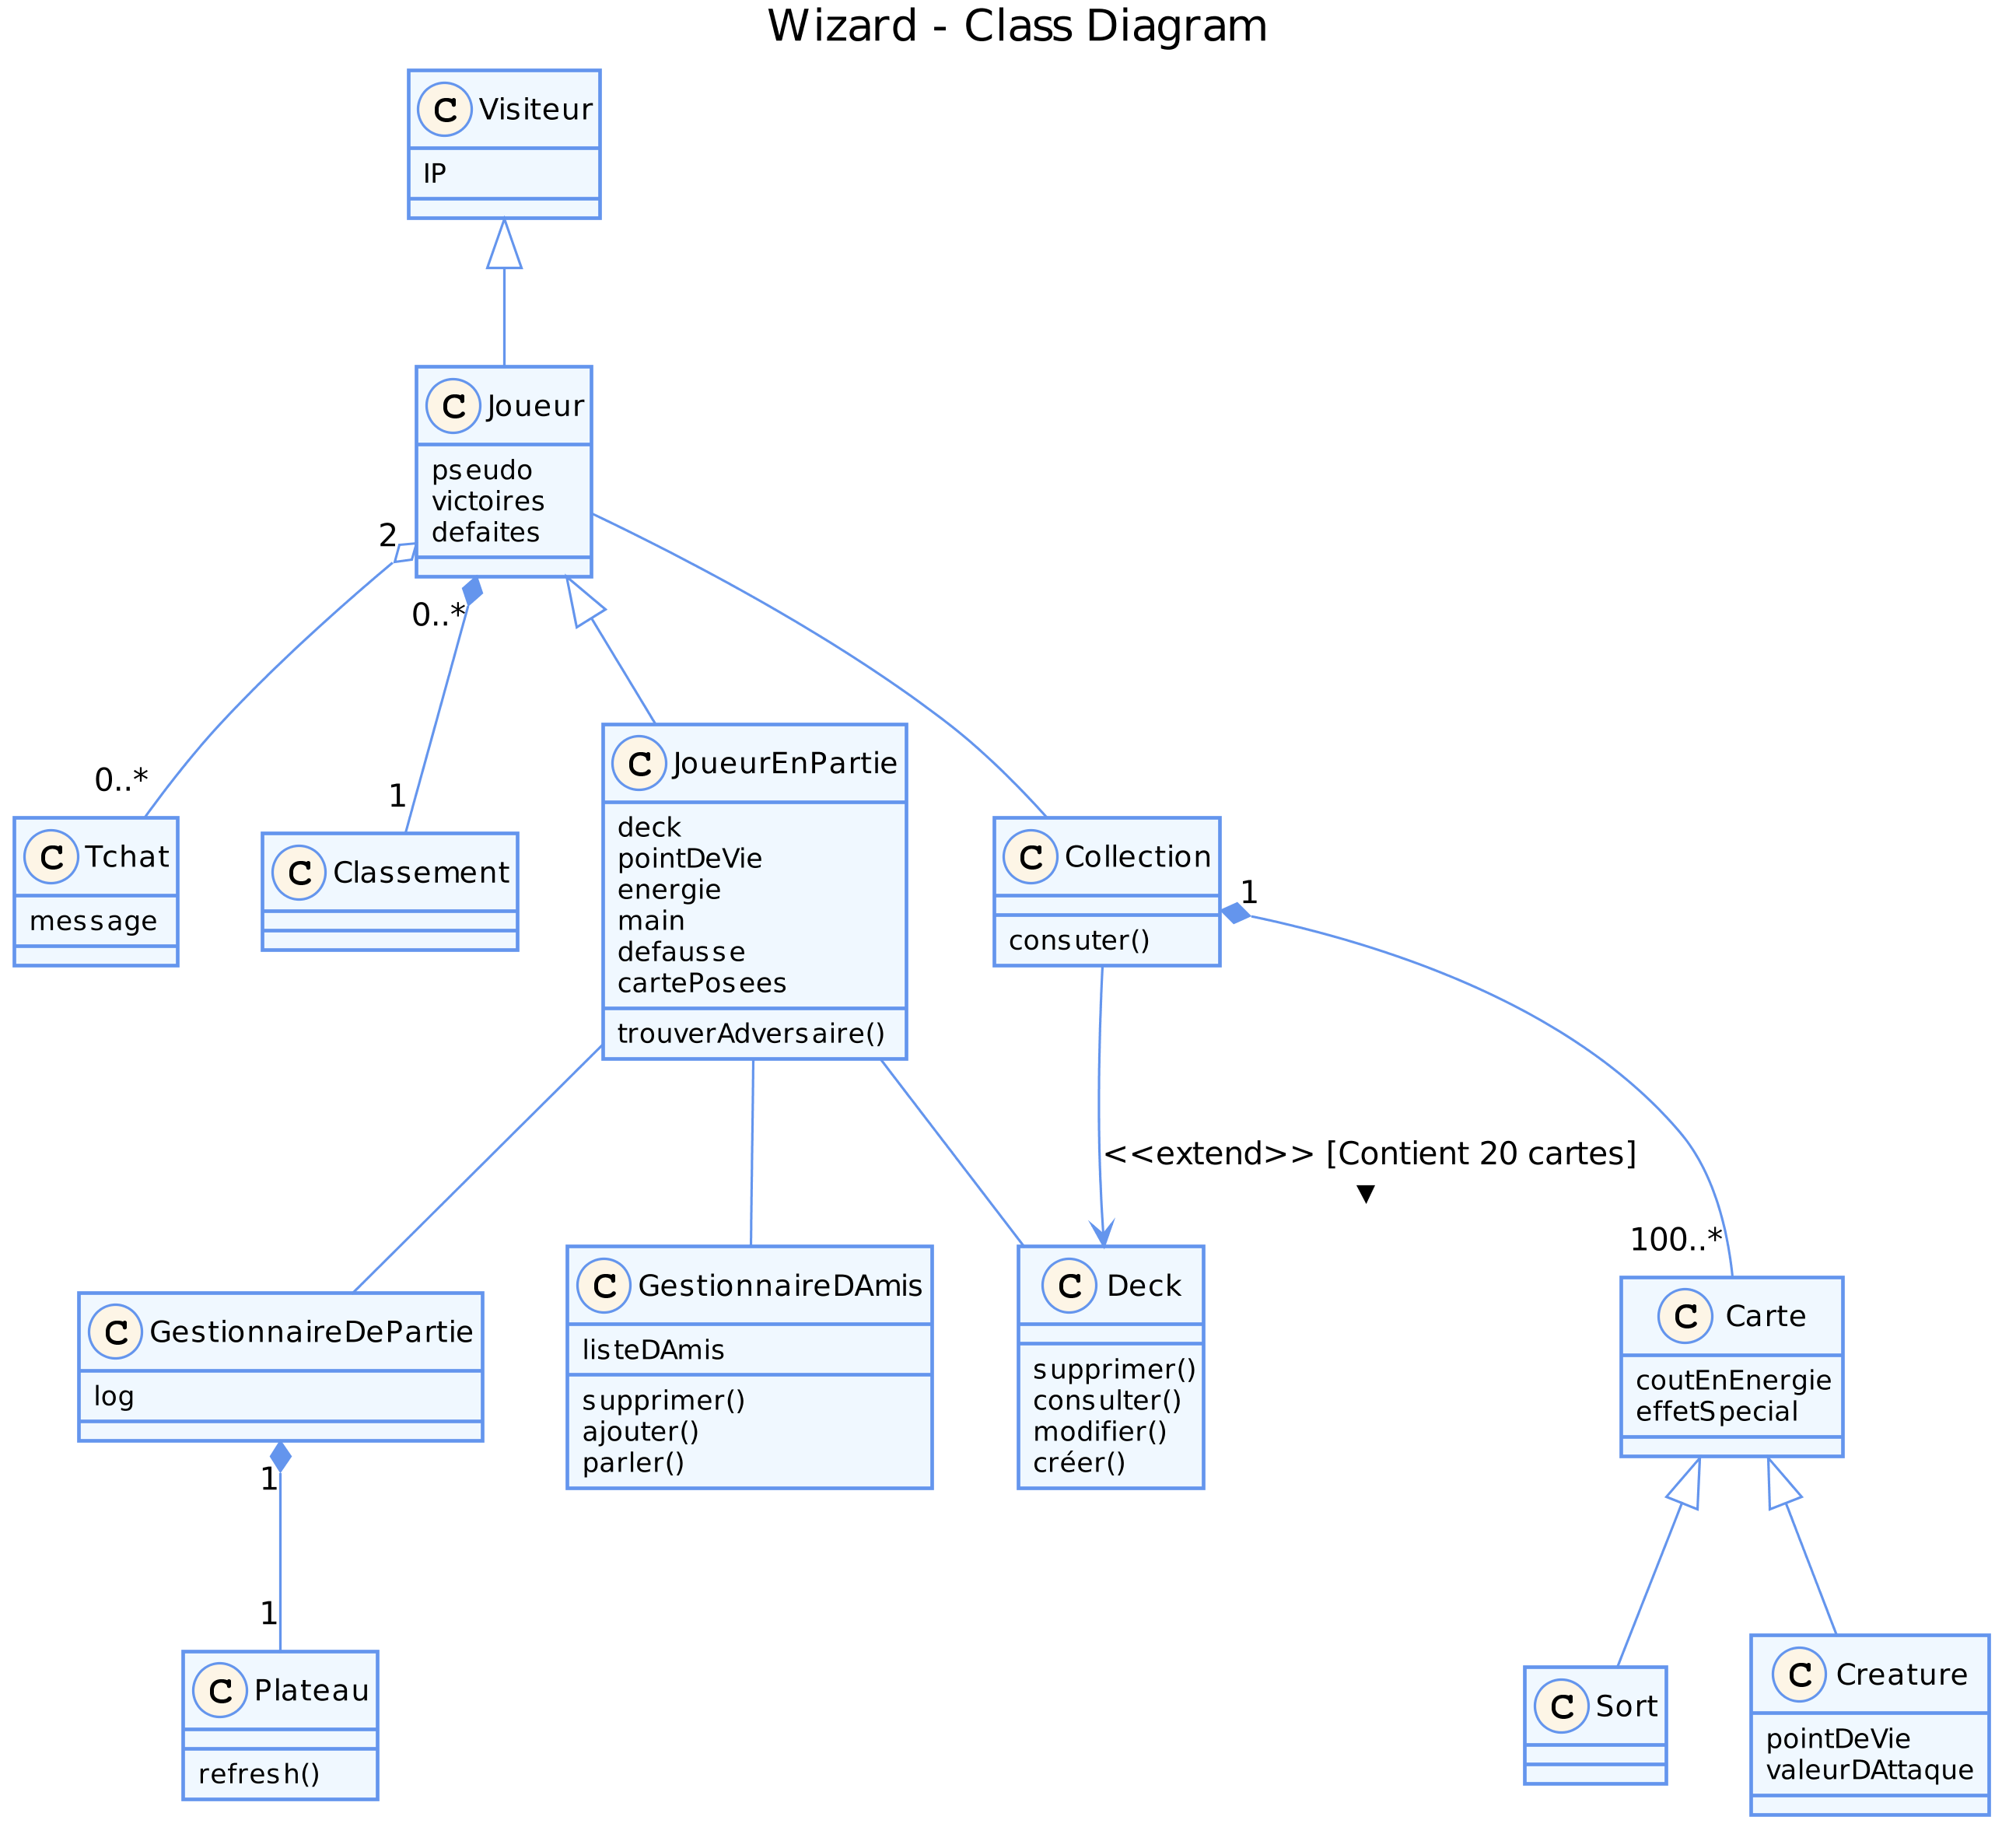 Wizard - Class Diagram
C Visiteur
IP
C Joueur
pseudo
victoires
defaites
2
0..*
0..*
1
C Tchat
message
C Classement
C JoueurEnPartie
deck
pointDeVie
energie
main
defausse
cartePosees
trouverAdversaire()
C Collection
consuter()
1
<<extend>> [Contient 20 cartes]
▼
100..*
C GestionnaireDePartie
log
C GestionnaireDAmis
listeDAmis
supprimer()
ajouter()
parler()
C Deck
supprimer()
consulter()
modifier()
créer()
C Carte
coutEnEnergie
effetSpecial
1
1
C Plateau
refresh()
C Sort
C Creature
pointDeVie
valeurDAttaque